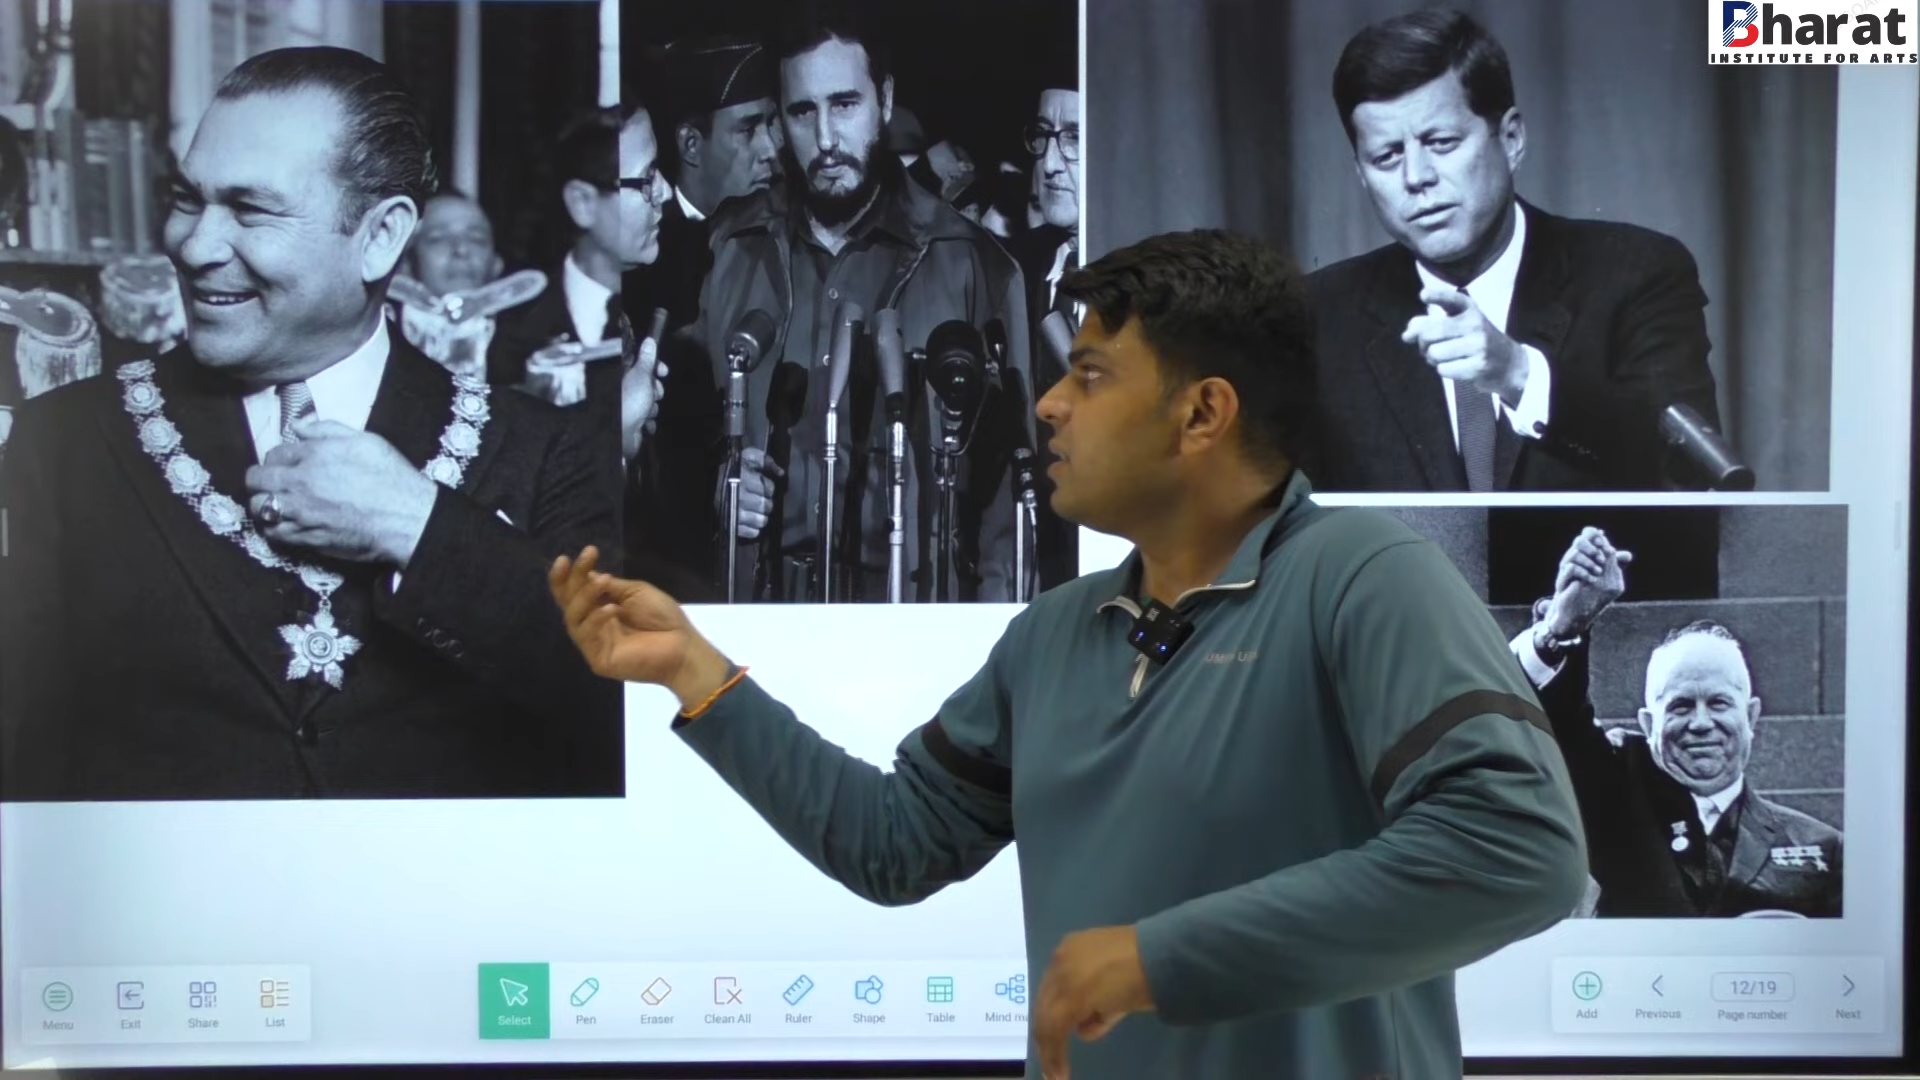 Bharat
INSTITUTE FOR ARTS
Menu
Exit
Share
List
Select
Pen
Eraser
Clean All
Ruler
Shape
Table
Mind
Add
Previous
12/19
Page number
Next